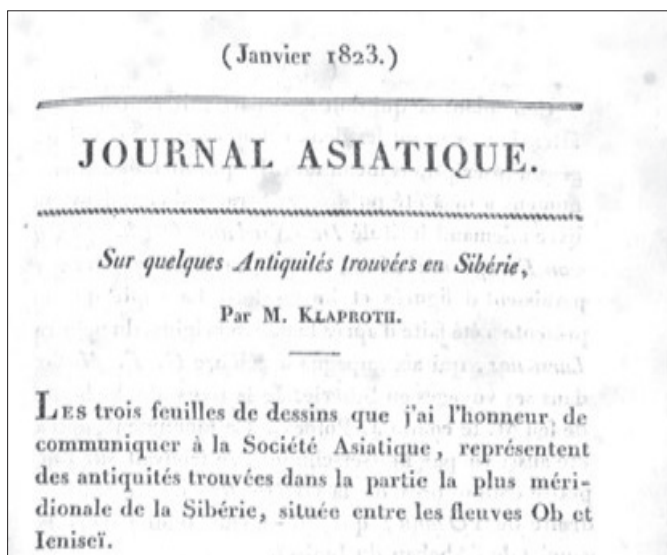 (Janvier 1823.)
JOURNAL ASIATIQUE.
Sur quelques Antiquités trouvées en Sibérie,
Par M. KLAPROTH.
LES trois feuilles de dessins que j'ai l'honneur de
communiquer à la Société Asiatique, représentent
des antiquités trouvées dans la partie la plus méri-
dionale de la Sibérie, située entre les fleuves Ob et
Ieniseï.